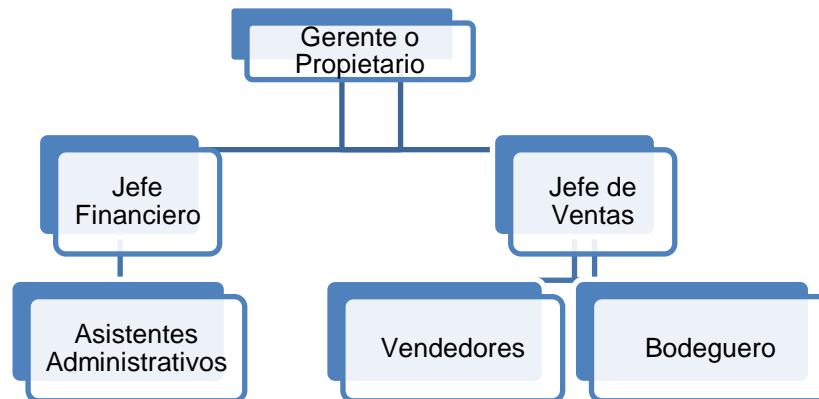 Gerente o
Propietario
Jefe
Financiero
Jefe de
Ventas
Asistentes
Administrativos
Vendedores
Bodeguero